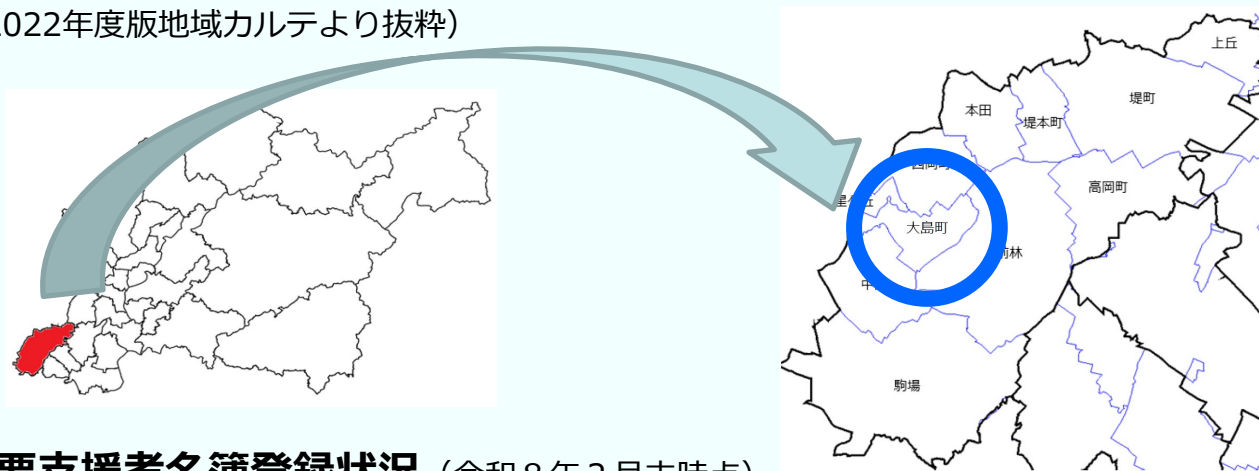 022年度版地域カルテより抜粋）
上丘
堤町
本田
堤本町
高岡町
大島町
駒場
要支援者名簿登録状況（令和８年３月末時点）